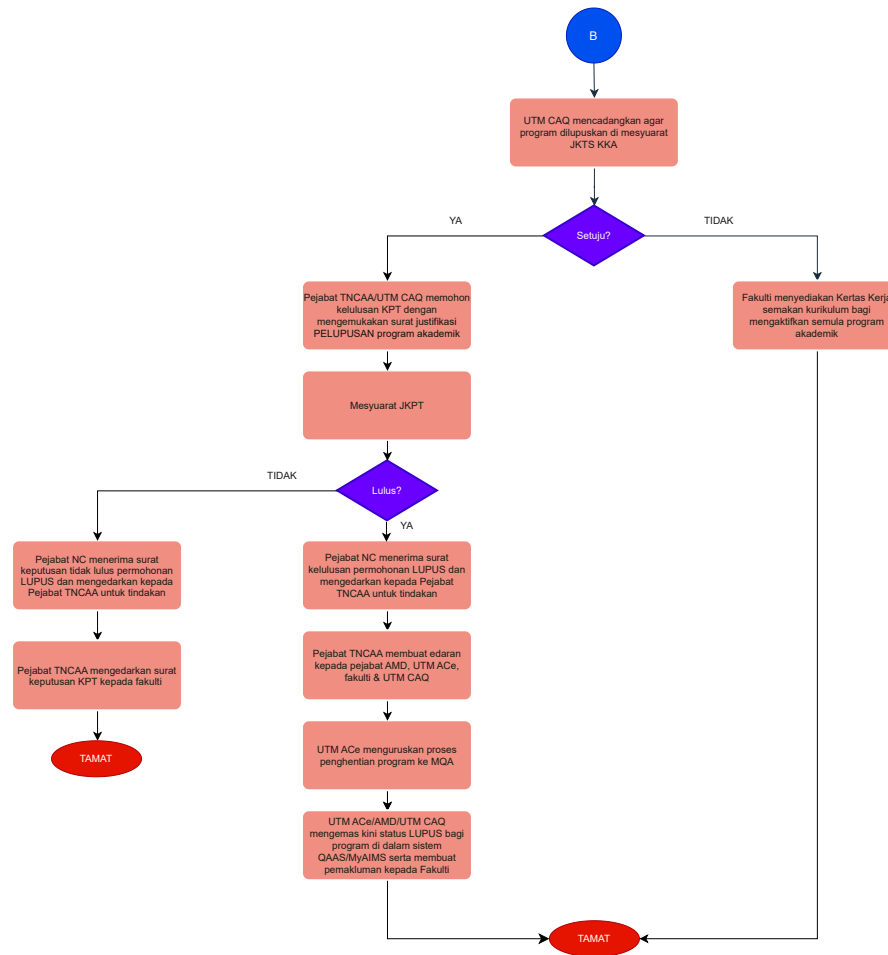 B
UTM CAQ mencadangkan agar
program dilupuskan di mesyuarat
JKTS KKA
YA
TIDAK
Setuju?
Pejabat TNCAA/UTM CAQ memohon
kelulusan KPT dengan
mengemukakan surat justifikasi
PELUPUSAN program akademik
Fakulti menyediakan Kertas Kerja
semakan kurikulum bagi
mengaktifkan semula program
akademik
Mesyuarat JKPT
TIDAK
Lulus?
YA
Pejabat NC menerima surat
keputusan tidak lulus permohonan
LUPUS dan mengedarkan kepada
Pejabat TNCAA untuk tindakan
Pejabat NC menerima surat
kelulusan permohonan LUPUS dan
mengedarkan kepada Pejabat
TNCAA untuk tindakan
Pejabat TNCAA mengedarkan surat
keputusan KPT kepada fakulti
Pejabat TNCAA membuat edaran
kepada pejabat AMD, UTM ACe,
fakulti & UTM CAQ
TAMAT
UTM ACe menguruskan proses
penghentian program ke MQA
UTM ACe/AMD/UTM CAQ
mengemas kini status LUPUS bagi
program di dalam sistem
QAAS/MyAIMS serta membuat
pemakluman kepada Fakulti
TAMAT